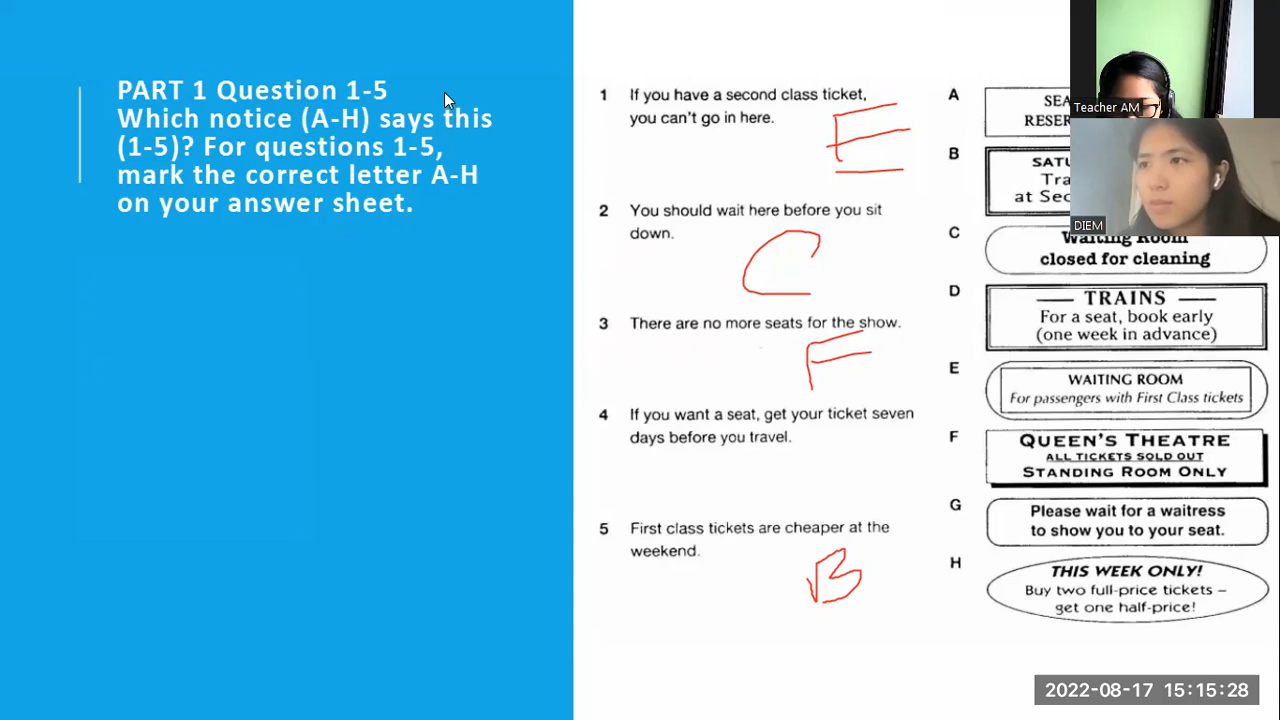 PART 1 Question 1-5
Which notice (A-H) says this
(1-5)? For questions 1-5,
mark the correct letter A-H
on your answer sheet.
1 If you have a second class ticket,
you can't go in here.
E
2 You should wait here before you sit
down.
C
3 There are no more seats for the show.
F
4 If you want a seat, get your ticket seven
days before you travel.
5 First class tickets are cheaper at the
weekend.
B
A
B
C
Waiting Room
closed for cleaning
D
TRAINS
For a seat, book early
(one week in advance)
E
WAITING ROOM
For passengers with First Class tickets
F
QUEEN'S THEATRE
ALL TICKETS SOLD OUT
STANDING ROOM ONLY
G
Please wait for a waitress
to show you to your seat.
H
THIS WEEK ONLY!
Buy two full-price tickets –
get one half-price!
Teacher AM
DIEM
2022-08-17 15:15:28